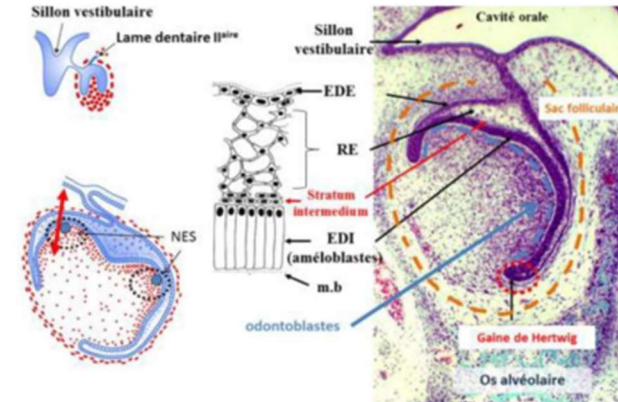 Sillon vestibulaire
Lame dentaire IIaire
NES
EDE
RE
Stratum
intermedium
EDI
(améloblastes)
m.b
odontoblastes
Cavité orale
Sillon
vestibulaire
Sac folliculair
Gaine de Hertwig
Os alvéolaire